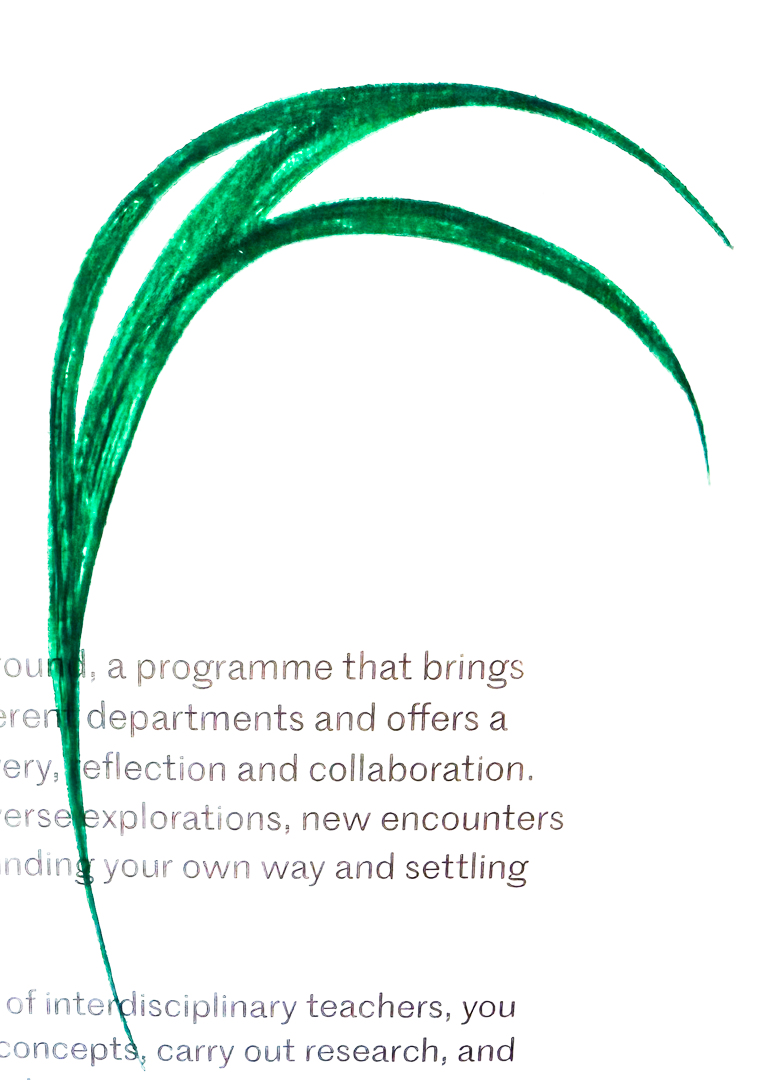 ound, a programme that brings
erent departments and offers a
ery, reflection and collaboration.
erse explorations, new encounters
nding your own way and settling
of interdisciplinary teachers, you
concepts, carry out research, and